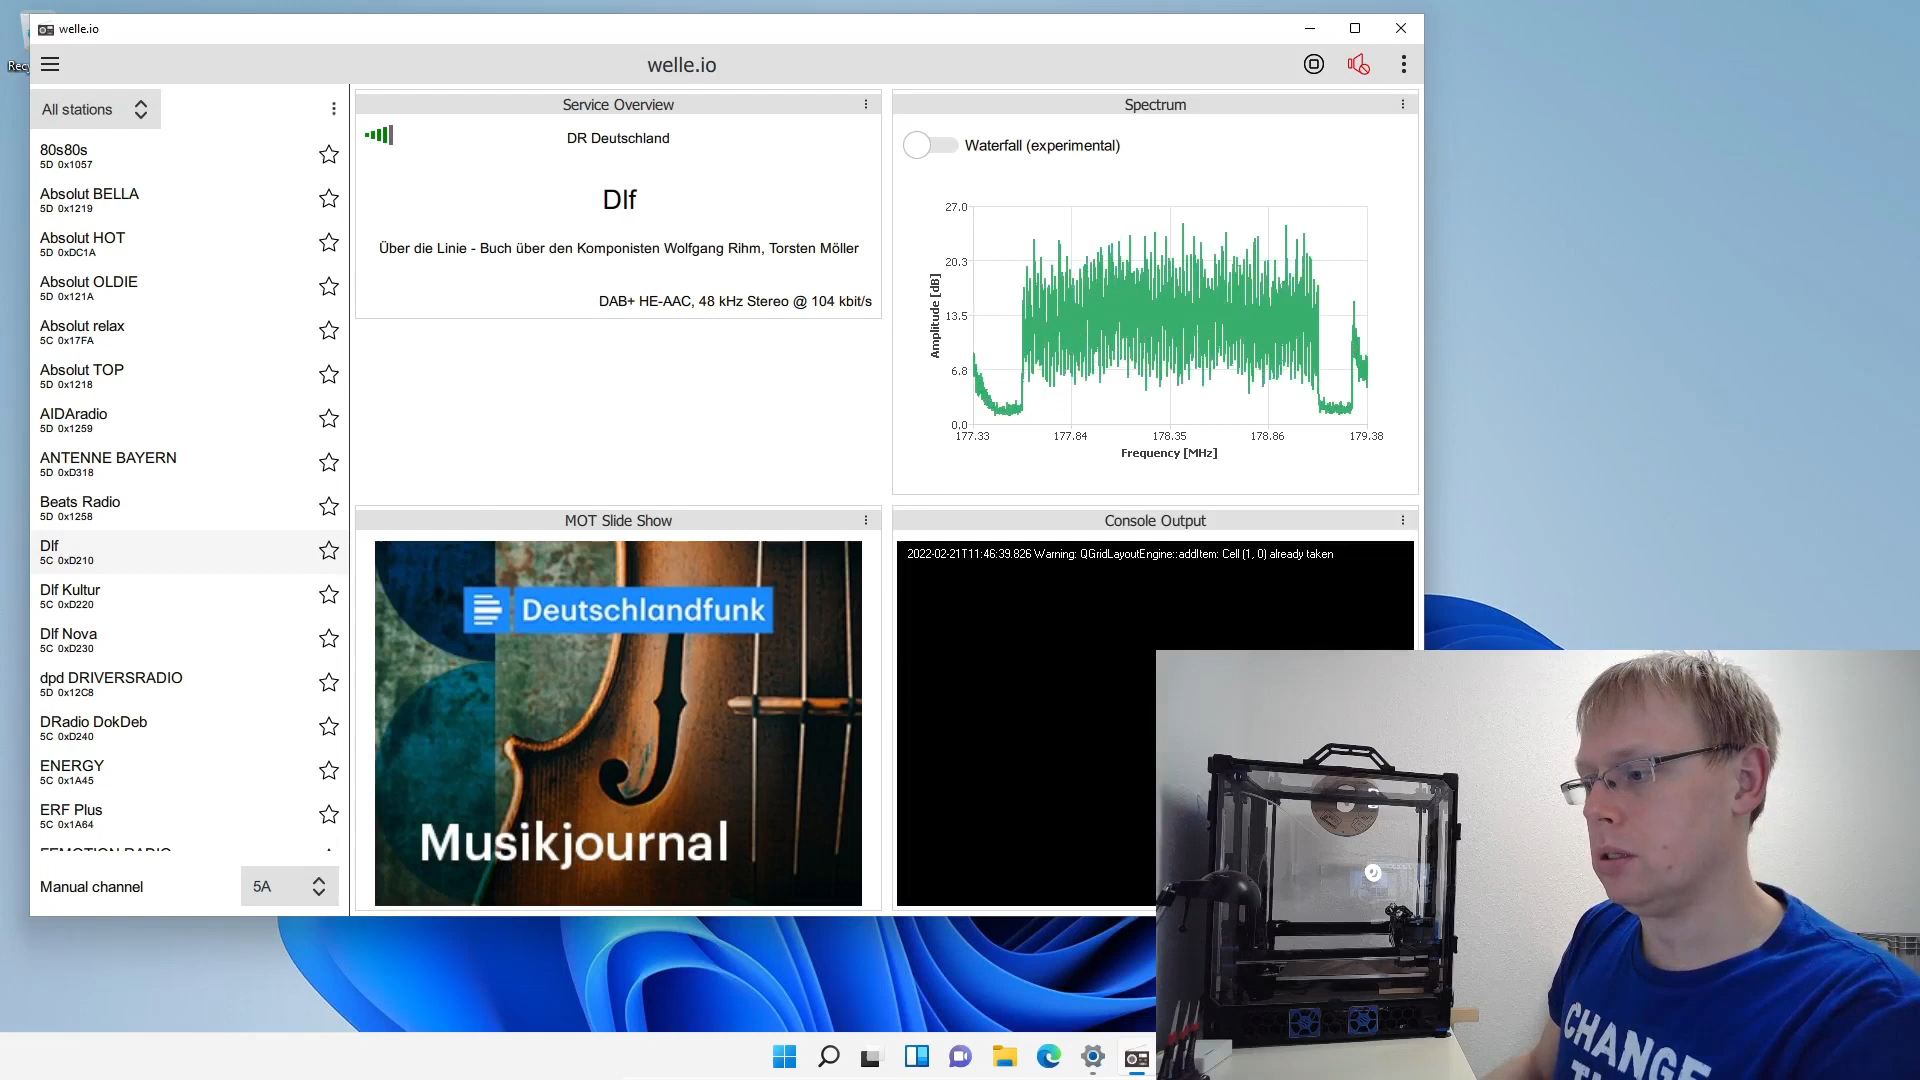 welle.io
Recy
welle.io
All stations
80s80s
5D 0x1057
Absolut BELLA
5D 0x1219
Absolut HOT
5D 0xDC1A
Absolut OLDIE
5D 0x121A
Absolut relax
5C 0x17FA
Absolut TOP
5D 0x1218
AIDAradio
5D 0x1259
ANTENNE BAYERN
5D 0xD318
Beats Radio
5D 0x1258
Dlf
5C 0xD210
Dlf Kultur
5C 0xD220
Dlf Nova
5C 0xD230
dpd DRIVERSRADIO
5D 0x12C8
DRadio DokDeb
5C 0xD240
ENERGY
5C 0x1A45
ERF Plus
5C 0x1A64
Manual channel
5A
Service Overview
DR Deutschland
Dlf
Über die Linie - Buch über den Komponisten Wolfgang Rihm, Torsten Möller
DAB+ HE-AAC, 48 kHz Stereo @ 104 kbit/s
Spectrum
Waterfall (experimental)
27.0
20.3
13.5
6.8
0.0
Amplitude [dB]
177.33 177.84 178.35 178.86 179.38
Frequency [MHz]
MOT Slide Show
Deutschlandfunk
Musikjournal
Console Output
2022-02-21T11:46:39.826 Warning: QGridLayoutEngine::addItem: Cell (1, 0) already taken
CHANGE